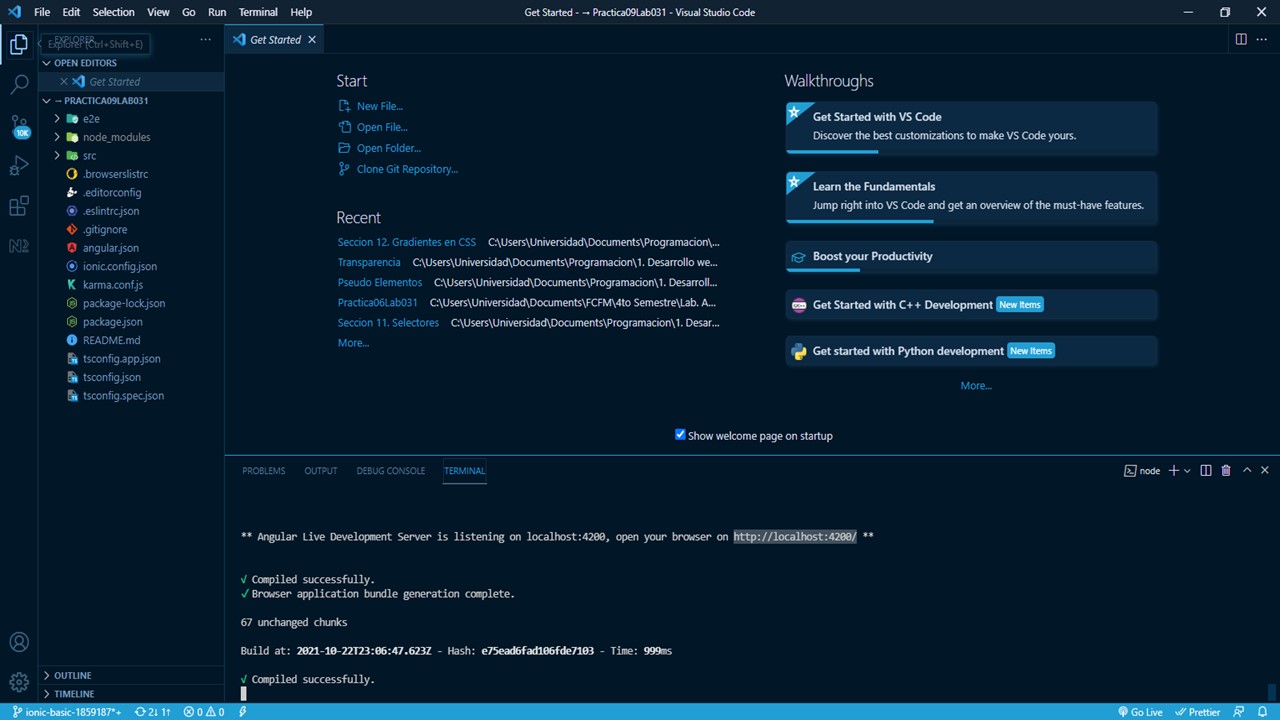 File Edit Selection View Go Run Terminal Help
Get Started - → Practica09Lab031 - Visual Studio Code
EXPLORER
Explorer (Ctrl+Shift+E)
OPEN EDITORS
Get Started
→ PRACTICA09LAB031
e2e
node_modules
src
.browserslistrc
.editorconfig
.eslintrc.json
.gitignore
angular.json
ionic.config.json
karma.conf.js
package-lock.json
package.json
README.md
tsconfig.app.json
tsconfig.json
tsconfig.spec.json
OUTLINE
TIMELINE
10K
Get Started
Start
New File...
Open File...
Open Folder...
Clone Git Repository...
Recent
Seccion 12. Gradientes en CSS C:\Users\Universidad\Documents\Programacion\...
Transparencia C:\Users\Universidad\Documents\Programacion\1. Desarrollo we...
Pseudo Elementos C:\Users\Universidad\Documents\Programacion\1. Desarroll...
Practica06Lab031 C:\Users\Universidad\Documents\FCFM\4to Semestre\Lab. A...
Seccion 11. Selectores C:\Users\Universidad\Documents\Programacion\1. Desar...
More...
Walkthroughs
Get Started with VS Code
Discover the best customizations to make VS Code yours.
Learn the Fundamentals
Jump right into VS Code and get an overview of the must-have features.
Boost your Productivity
Get Started with C++ Development New Items
Get started with Python development New Items
More...
Show welcome page on startup
PROBLEMS OUTPUT DEBUG CONSOLE TERMINAL
node
** Angular Live Development Server is listening on localhost:4200, open your browser on http://localhost:4200/ **
√ Compiled successfully.
✓ Browser application bundle generation complete.
67 unchanged chunks
Build at: 2021-10-22T23:06:47.623Z - Hash: e75ead6fad106fde7103 - Time: 999ms
√ Compiled successfully.
ionic-basic-1859187*+ 2↓ 1↑ 0 0
Go Live Prettier